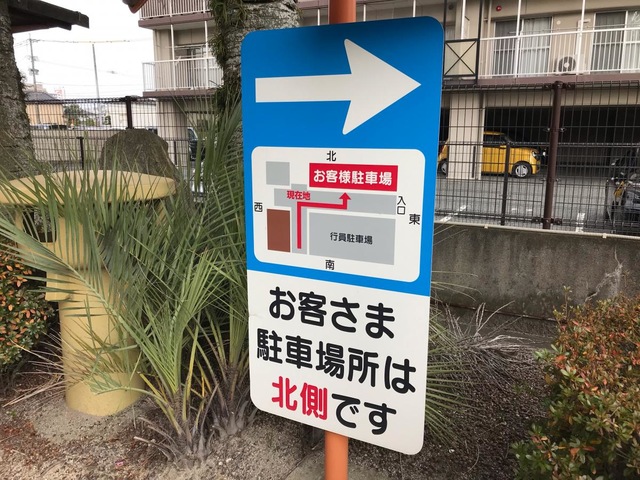 北
お客様駐車場
現在地
入口
西
東
行員駐車場
南
お客さま
駐車場所は
北側です